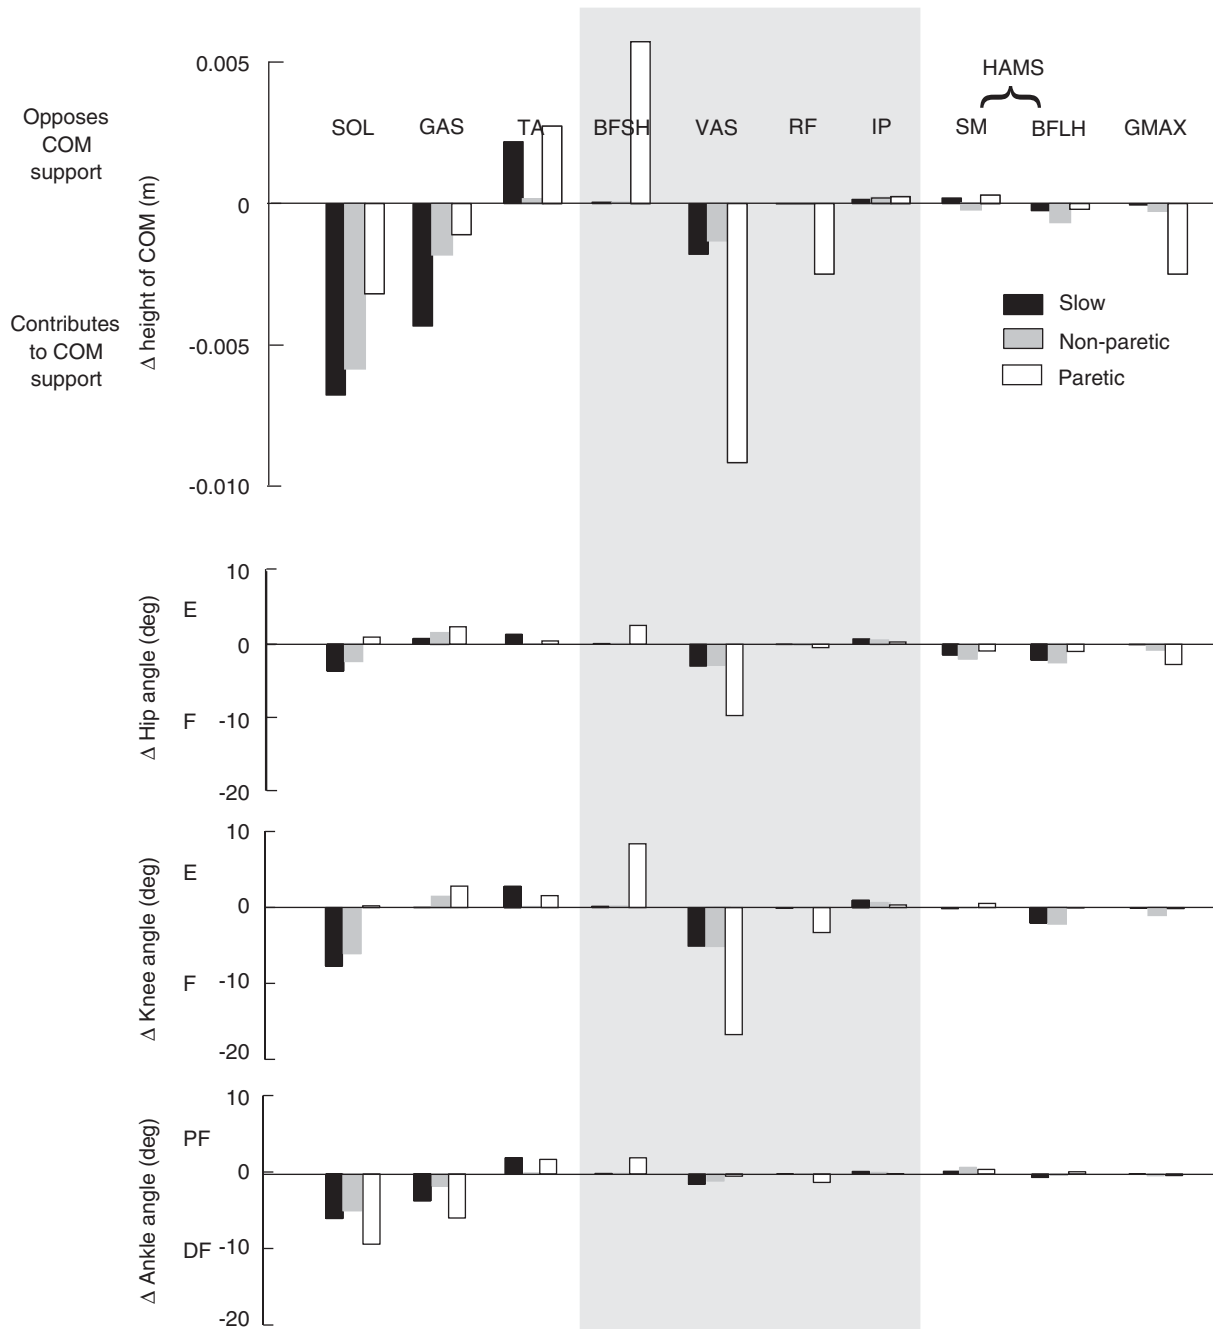 Opposes
COM
support
Contributes
to COM
support
Δ height of COM (m)
0.005
0
-0.005
-0.010
HAMS
SOL GAS TA BFSH VAS RF IP SM BFLH GMAX
Slow
Non-paretic
Paretic
Δ Hip angle (deg)
E
F
10
0
-10
-20
Δ Knee angle (deg)
E
F
10
0
-10
-20
Δ Ankle angle (deg)
PF
DF
10
0
-10
-20